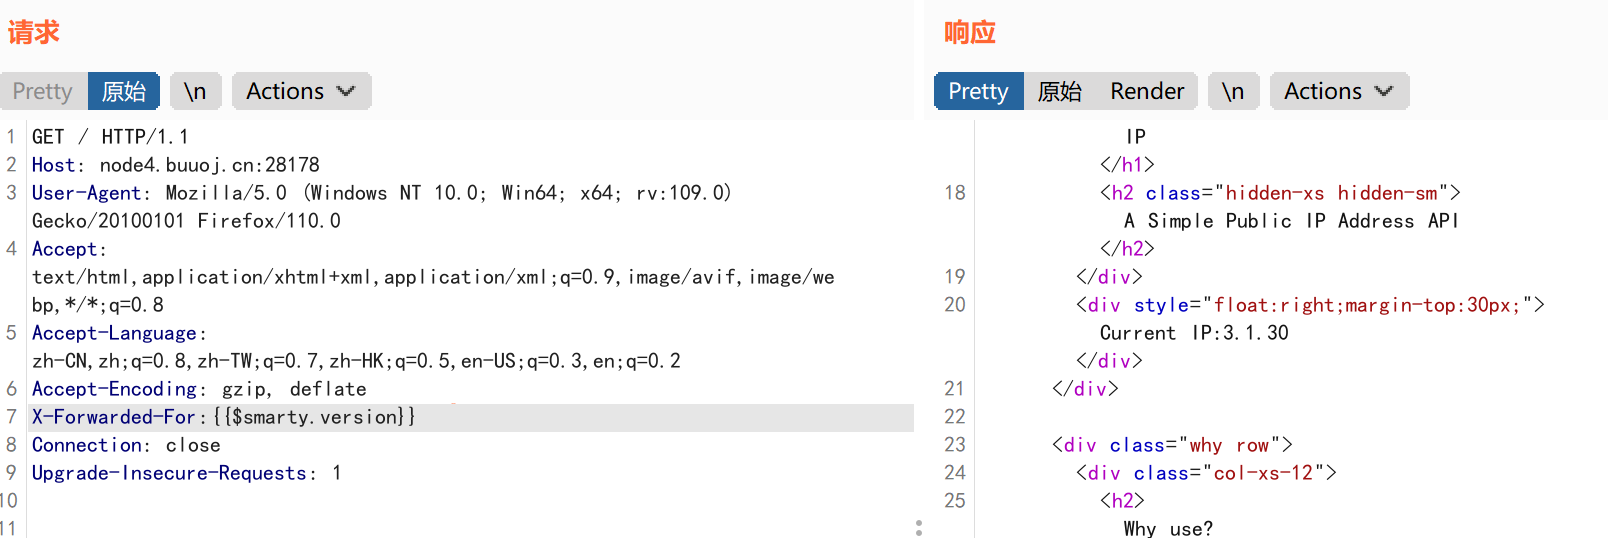 请求
Pretty 原始 \n Actions
1 GET / HTTP/1.1
2 Host: node4.buuoj.cn:28178
3 User-Agent: Mozilla/5.0 (Windows NT 10.0; Win64; x64; rv:109.0)
Gecko/20100101 Firefox/110.0
4 Accept:
text/html,application/xhtml+xml,application/xml;q=0.9,image/avif,image/we
bp,*/*;q=0.8
5 Accept-Language:
zh-CN,zh;q=0.8,zh-TW;q=0.7,zh-HK;q=0.5,en-US;q=0.3,en;q=0.2
6 Accept-Encoding: gzip, deflate
7 X-Forwarded-For:{{$smarty.version}}
8 Connection: close
9 Upgrade-Insecure-Requests: 1
10
11
响应
Pretty 原始 Render \n Actions
IP
</h1>
18 <h2 class="hidden-xs hidden-sm">
A Simple Public IP Address API
</h2>
19 </div>
20 <div style="float:right;margin-top:30px;">
Current IP:3.1.30
</div>
21 </div>
22
23 <div class="why row">
24 <div class="col-xs-12">
25 <h2>
Why use?